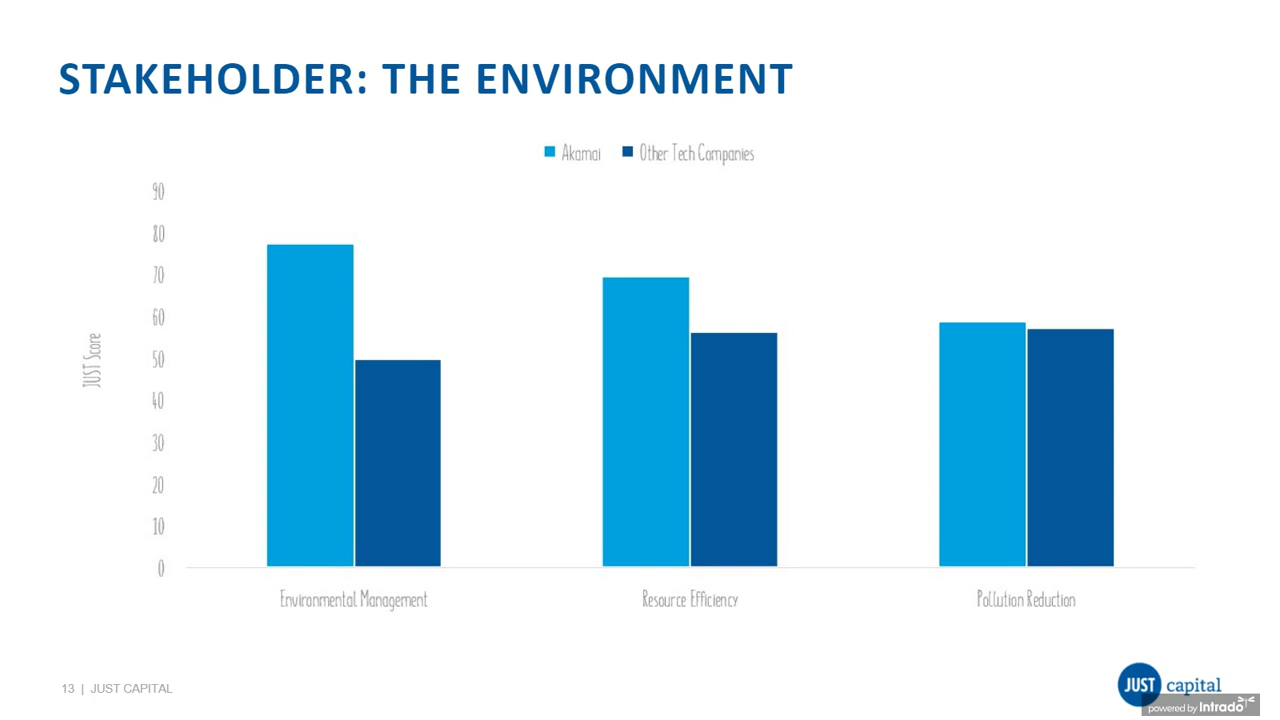 STAKEHOLDER: THE ENVIRONMENT
Akamai Other Tech Companies
90
80
70
60
50
40
30
20
10
0
JUST Score
Environmental Management Resource Efficiency Pollution Reduction
13 | JUST CAPITAL
JUST capital
powered by Intrado